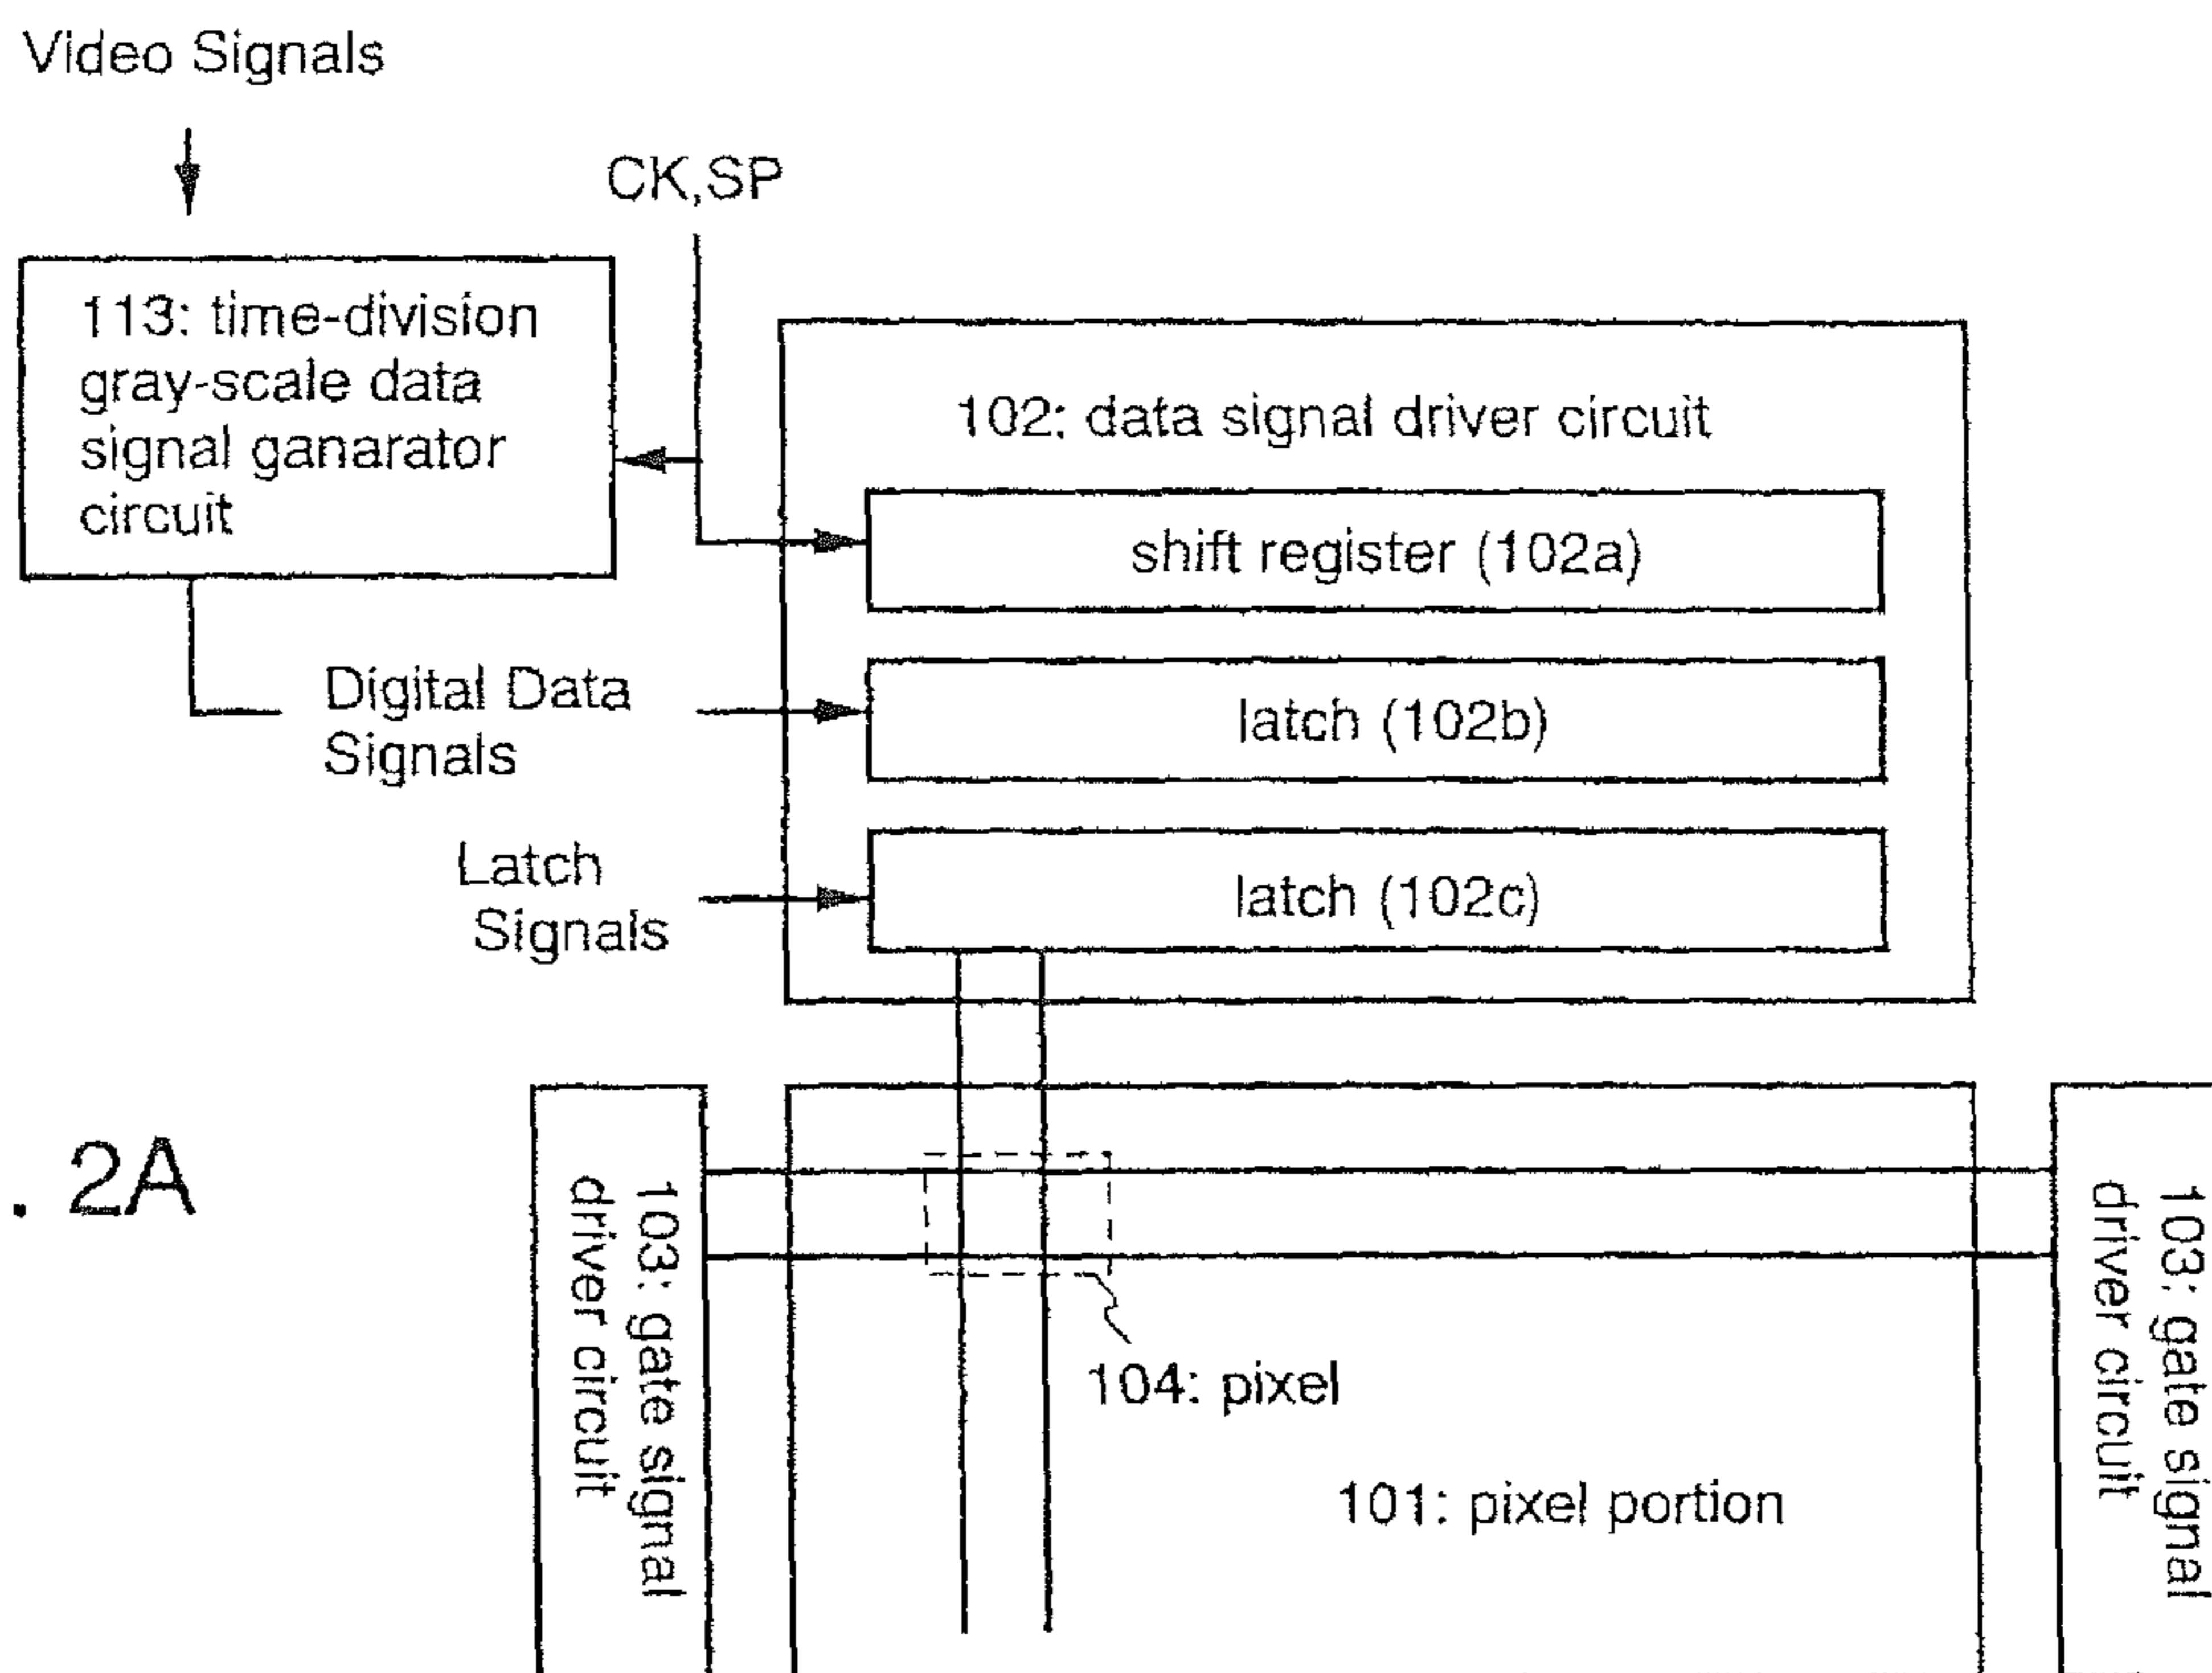 Video Signals
CK,SP
113: time-division
gray-scale data
signal ganarator
circuit
102: data signal driver circuit
shift register (102a)
Digital Data
Signals
latch (102b)
Latch
Signals
latch (102c)
. 2A
103: gate signal
driver circuit
104: pixel
101: pixel portion
103: gate signal
driver circuit